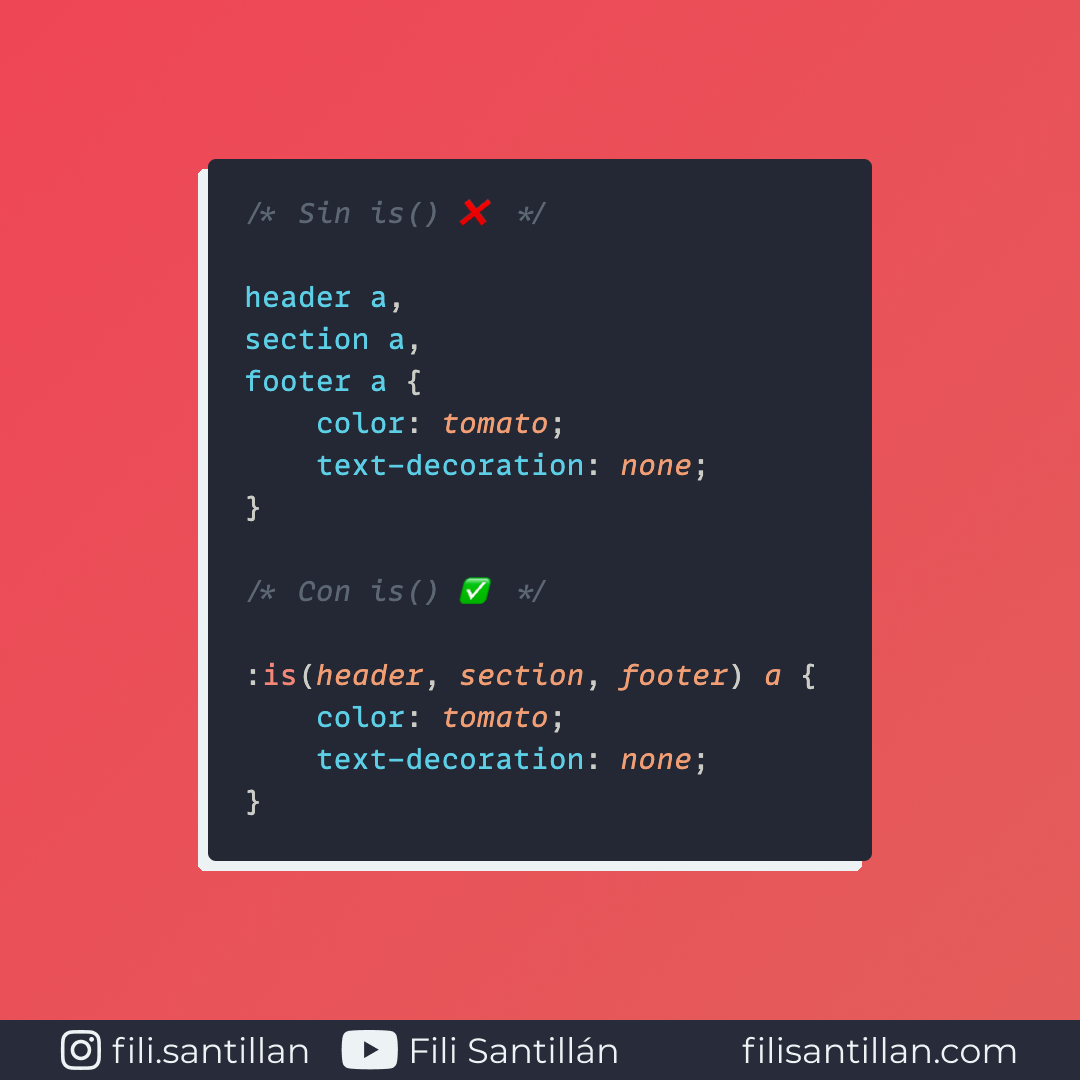 /* Sin is() ❌ */
header a,
section a,
footer a {
    color: tomato;
    text-decoration: none;
}
/* Con is() ✅ */
:is(header, section, footer) a {
    color: tomato;
    text-decoration: none;
}
fili.santillan Fili Santillán filisantillan.com